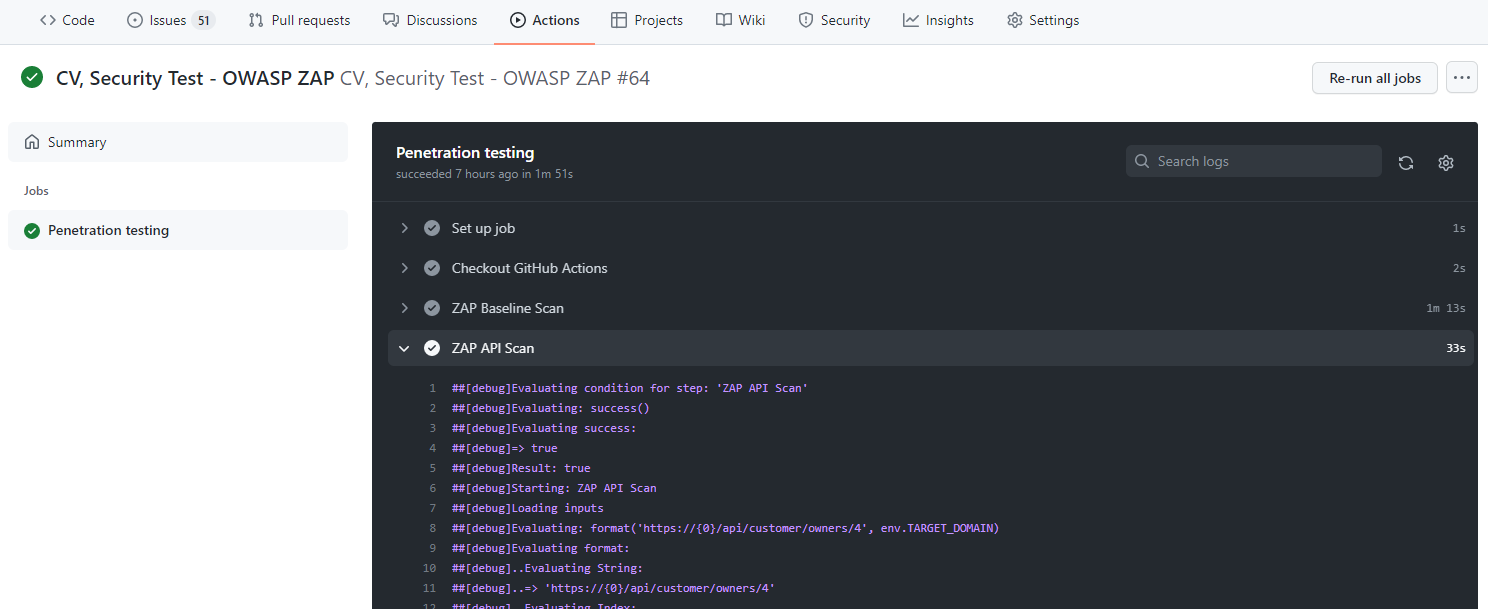 Code Issues 51 Pull requests Discussions Actions Projects Wiki Security Insights Settings
CV, Security Test - OWASP ZAP CV, Security Test - OWASP ZAP #64
Re-run all jobs
Summary
Jobs
Penetration testing
Penetration testing
succeeded 7 hours ago in 1m 51s
Search logs
Set up job 1s
Checkout GitHub Actions 2s
ZAP Baseline Scan 1m 13s
ZAP API Scan 33s
1 ##[debug]Evaluating condition for step: 'ZAP API Scan'
2 ##[debug]Evaluating: success()
3 ##[debug]Evaluating success:
4 ##[debug]=> true
5 ##[debug]Result: true
6 ##[debug]Starting: ZAP API Scan
7 ##[debug]Loading inputs
8 ##[debug]Evaluating: format('https://{0}/api/customer/owners/4', env.TARGET_DOMAIN)
9 ##[debug]Evaluating format:
10 ##[debug]..Evaluating String:
11 ##[debug]..=> 'https://{0}/api/customer/owners/4'
12 ##[debug]..Evaluating Index: